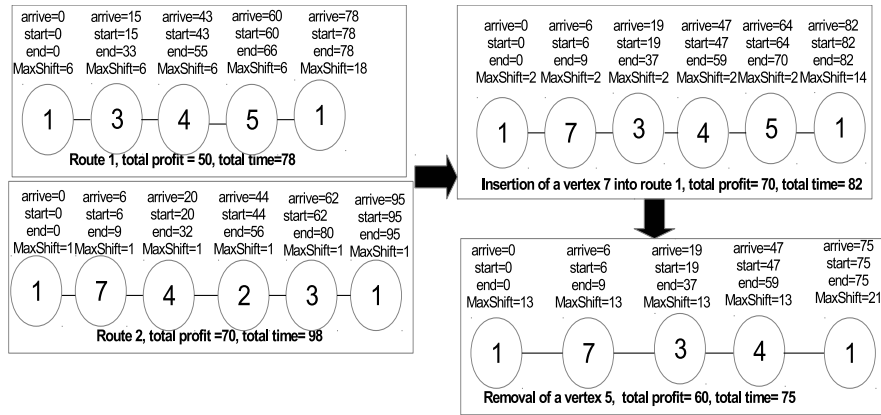 arrive=0 arrive=15 arrive=43 arrive=60 arrive=78
start=0 start=15 start=43 start=60 start=78
end=0 end=33 end=55 end=66 end=78
MaxShift=6 MaxShift=6 MaxShift=6 MaxShift=6 MaxShift=18
1 3 4 5 1
Route 1, total profit = 50, total time=78
arrive=0 arrive=6 arrive=20 arrive=44 arrive=62 arrive=95
start=0 start=6 start=20 start=44 start=62 start=95
end=0 end=9 end=32 end=56 end=80 end=95
MaxShift=1 MaxShift=1 MaxShift=1 MaxShift=1 MaxShift=1 MaxShift=1
1 7 4 2 3 1
Route 2, total profit =70, total time= 98
arrive=0 arrive=6 arrive=19 arrive=47 arrive=64 arrive=82
start=0 start=6 start=19 start=47 start=64 start=82
end=0 end=9 end=37 end=59 end=70 end=82
MaxShift=2 MaxShift=2 MaxShift=2 MaxShift=2 MaxShift=2 MaxShift=14
1 7 3 4 5 1
Insertion of a vertex 7 into route 1, total profit= 70, total time= 82
arrive=0 arrive=6 arrive=19 arrive=47 arrive=75
start=0 start=6 start=19 start=47 start=75
end=0 end=9 end=37 end=59 end=75
MaxShift=13 MaxShift=13 MaxShift=13 MaxShift=13 MaxShift=21
1 7 3 4 1
Removal of a vertex 5, total profit= 60, total time= 75